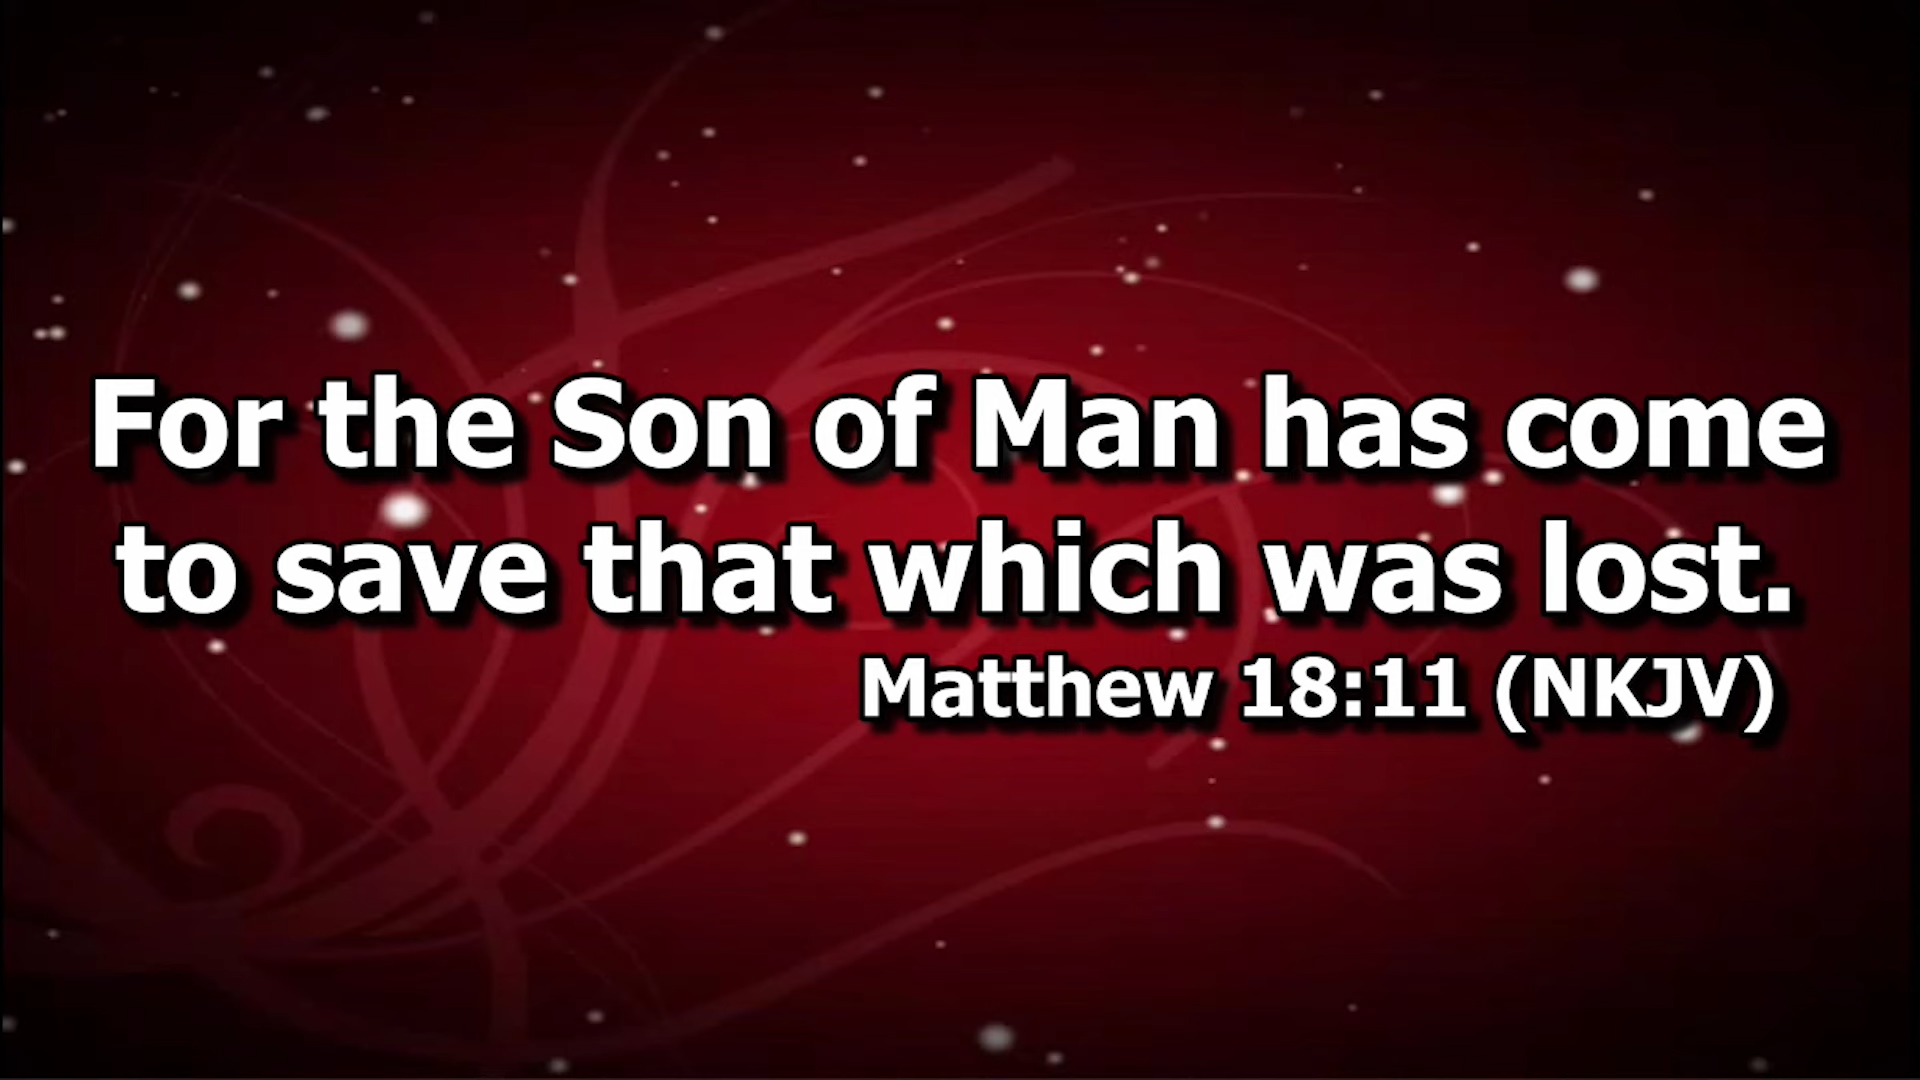 For the Son of Man has come
to save that which was lost.
Matthew 18:11 (NKJV)